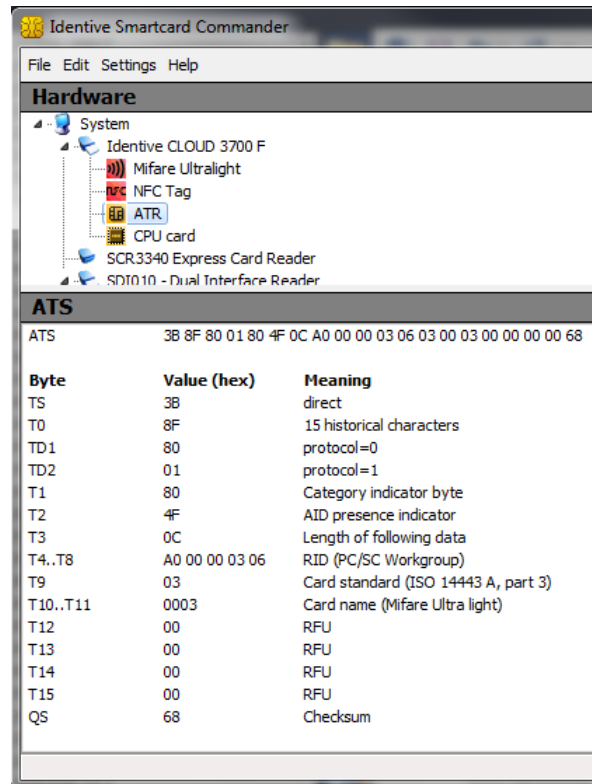 Identive Smartcard Commander
File Edit Settings Help
Hardware
System
Identive CLOUD 3700 F
Mifare Ultralight
NFC NFC Tag
ATR
CPU card
SCR3340 Express Card Reader
SDI010 - Dual Interface Reader
ATS
ATS 3B 8F 80 01 80 4F 0C A0 00 00 03 06 03 00 03 00 00 00 00 68
Byte Value (hex) Meaning
TS 3B direct
T0 8F 15 historical characters
TD1 80 protocol=0
TD2 01 protocol=1
T1 80 Category indicator byte
T2 4F AID presence indicator
T3 0C Length of following data
T4..T8 A0 00 00 03 06 RID (PC/SC Workgroup)
T9 03 Card standard (ISO 14443 A, part 3)
T10..T11 0003 Card name (Mifare Ultra light)
T12 00 RFU
T13 00 RFU
T14 00 RFU
T15 00 RFU
QS 68 Checksum